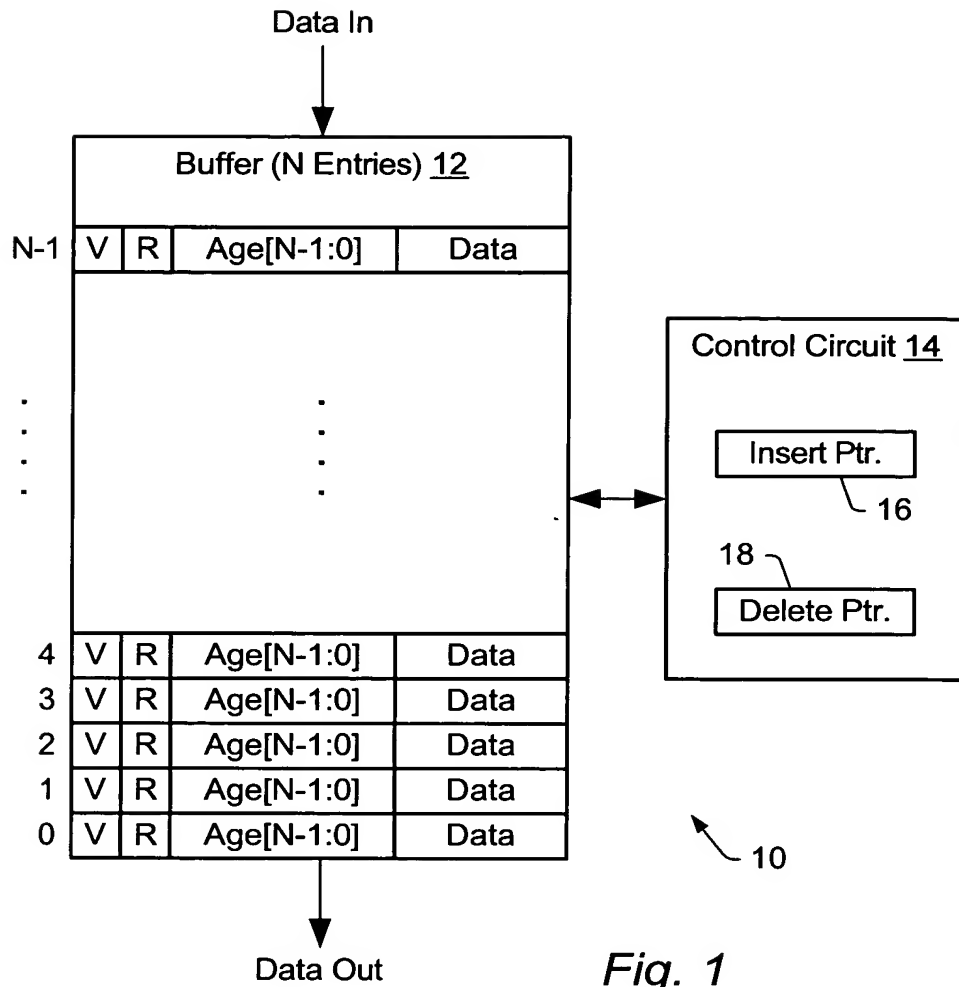 Data In
Buffer (N Entries) 12
N-1 V R Age[N-1:0] Data
Control Circuit 14
Insert Ptr.
16
18
Delete Ptr.
4 V R Age[N-1:0] Data
3 V R Age[N-1:0] Data
2 V R Age[N-1:0] Data
1 V R Age[N-1:0] Data
0 V R Age[N-1:0] Data
10
Data Out
Fig. 1